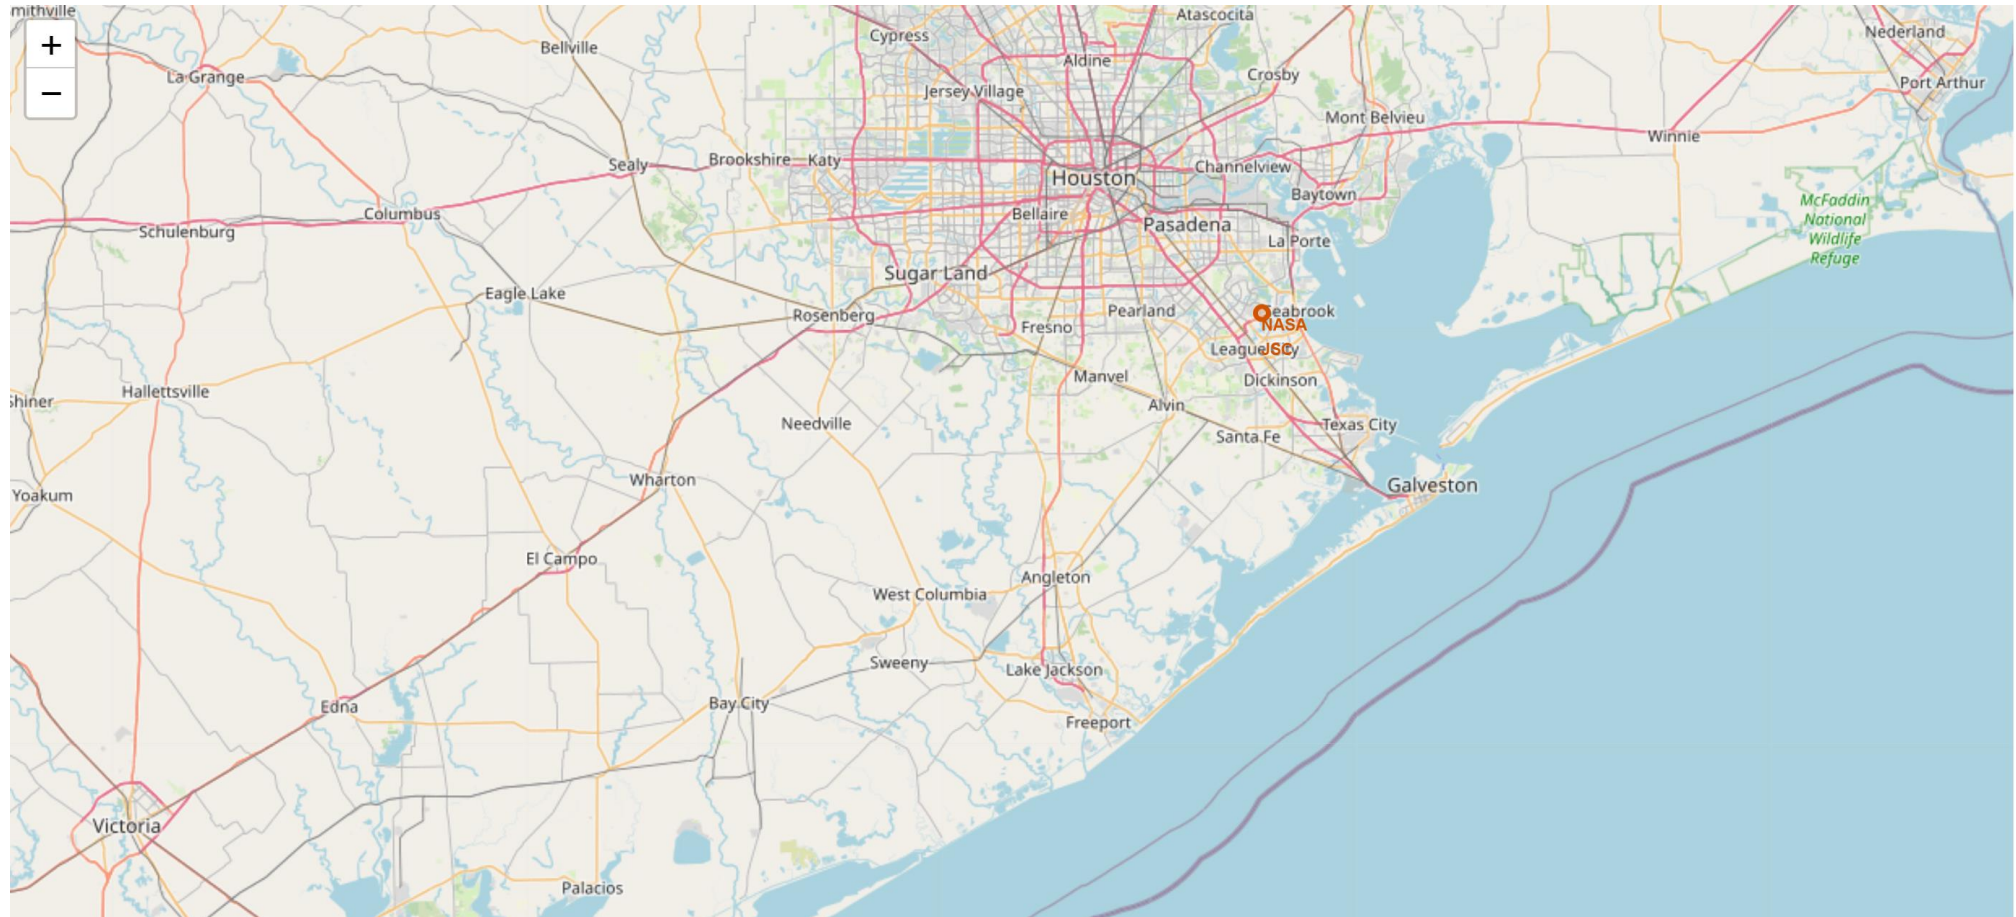 mithville
+
−
La Grange
Bellville
Cypress
Atascocita
Aldine
Crosby
Jersey Village
Nederland
Port Arthur
Mont Belvieu
Winnie
Sealy
Brookshire
Katy
Channelview
Houston
Baytown
Columbus
Schulenburg
Bellaire
Pasadena
La Porte
McFaddin
National
Wildlife
Refuge
Sugar Land
Eagle Lake
Rosenberg
Fresno
Pearland
eabrook
NASA
JSC
League City
Manvel
Dickinson
Hallettsville
Shiner
Alvin
Needville
Santa Fe
Texas City
Yoakum
Wharton
Galveston
El Campo
Angleton
West Columbia
Sweeny
Lake Jackson
Edna
Bay City
Freeport
Victoria
Palacios